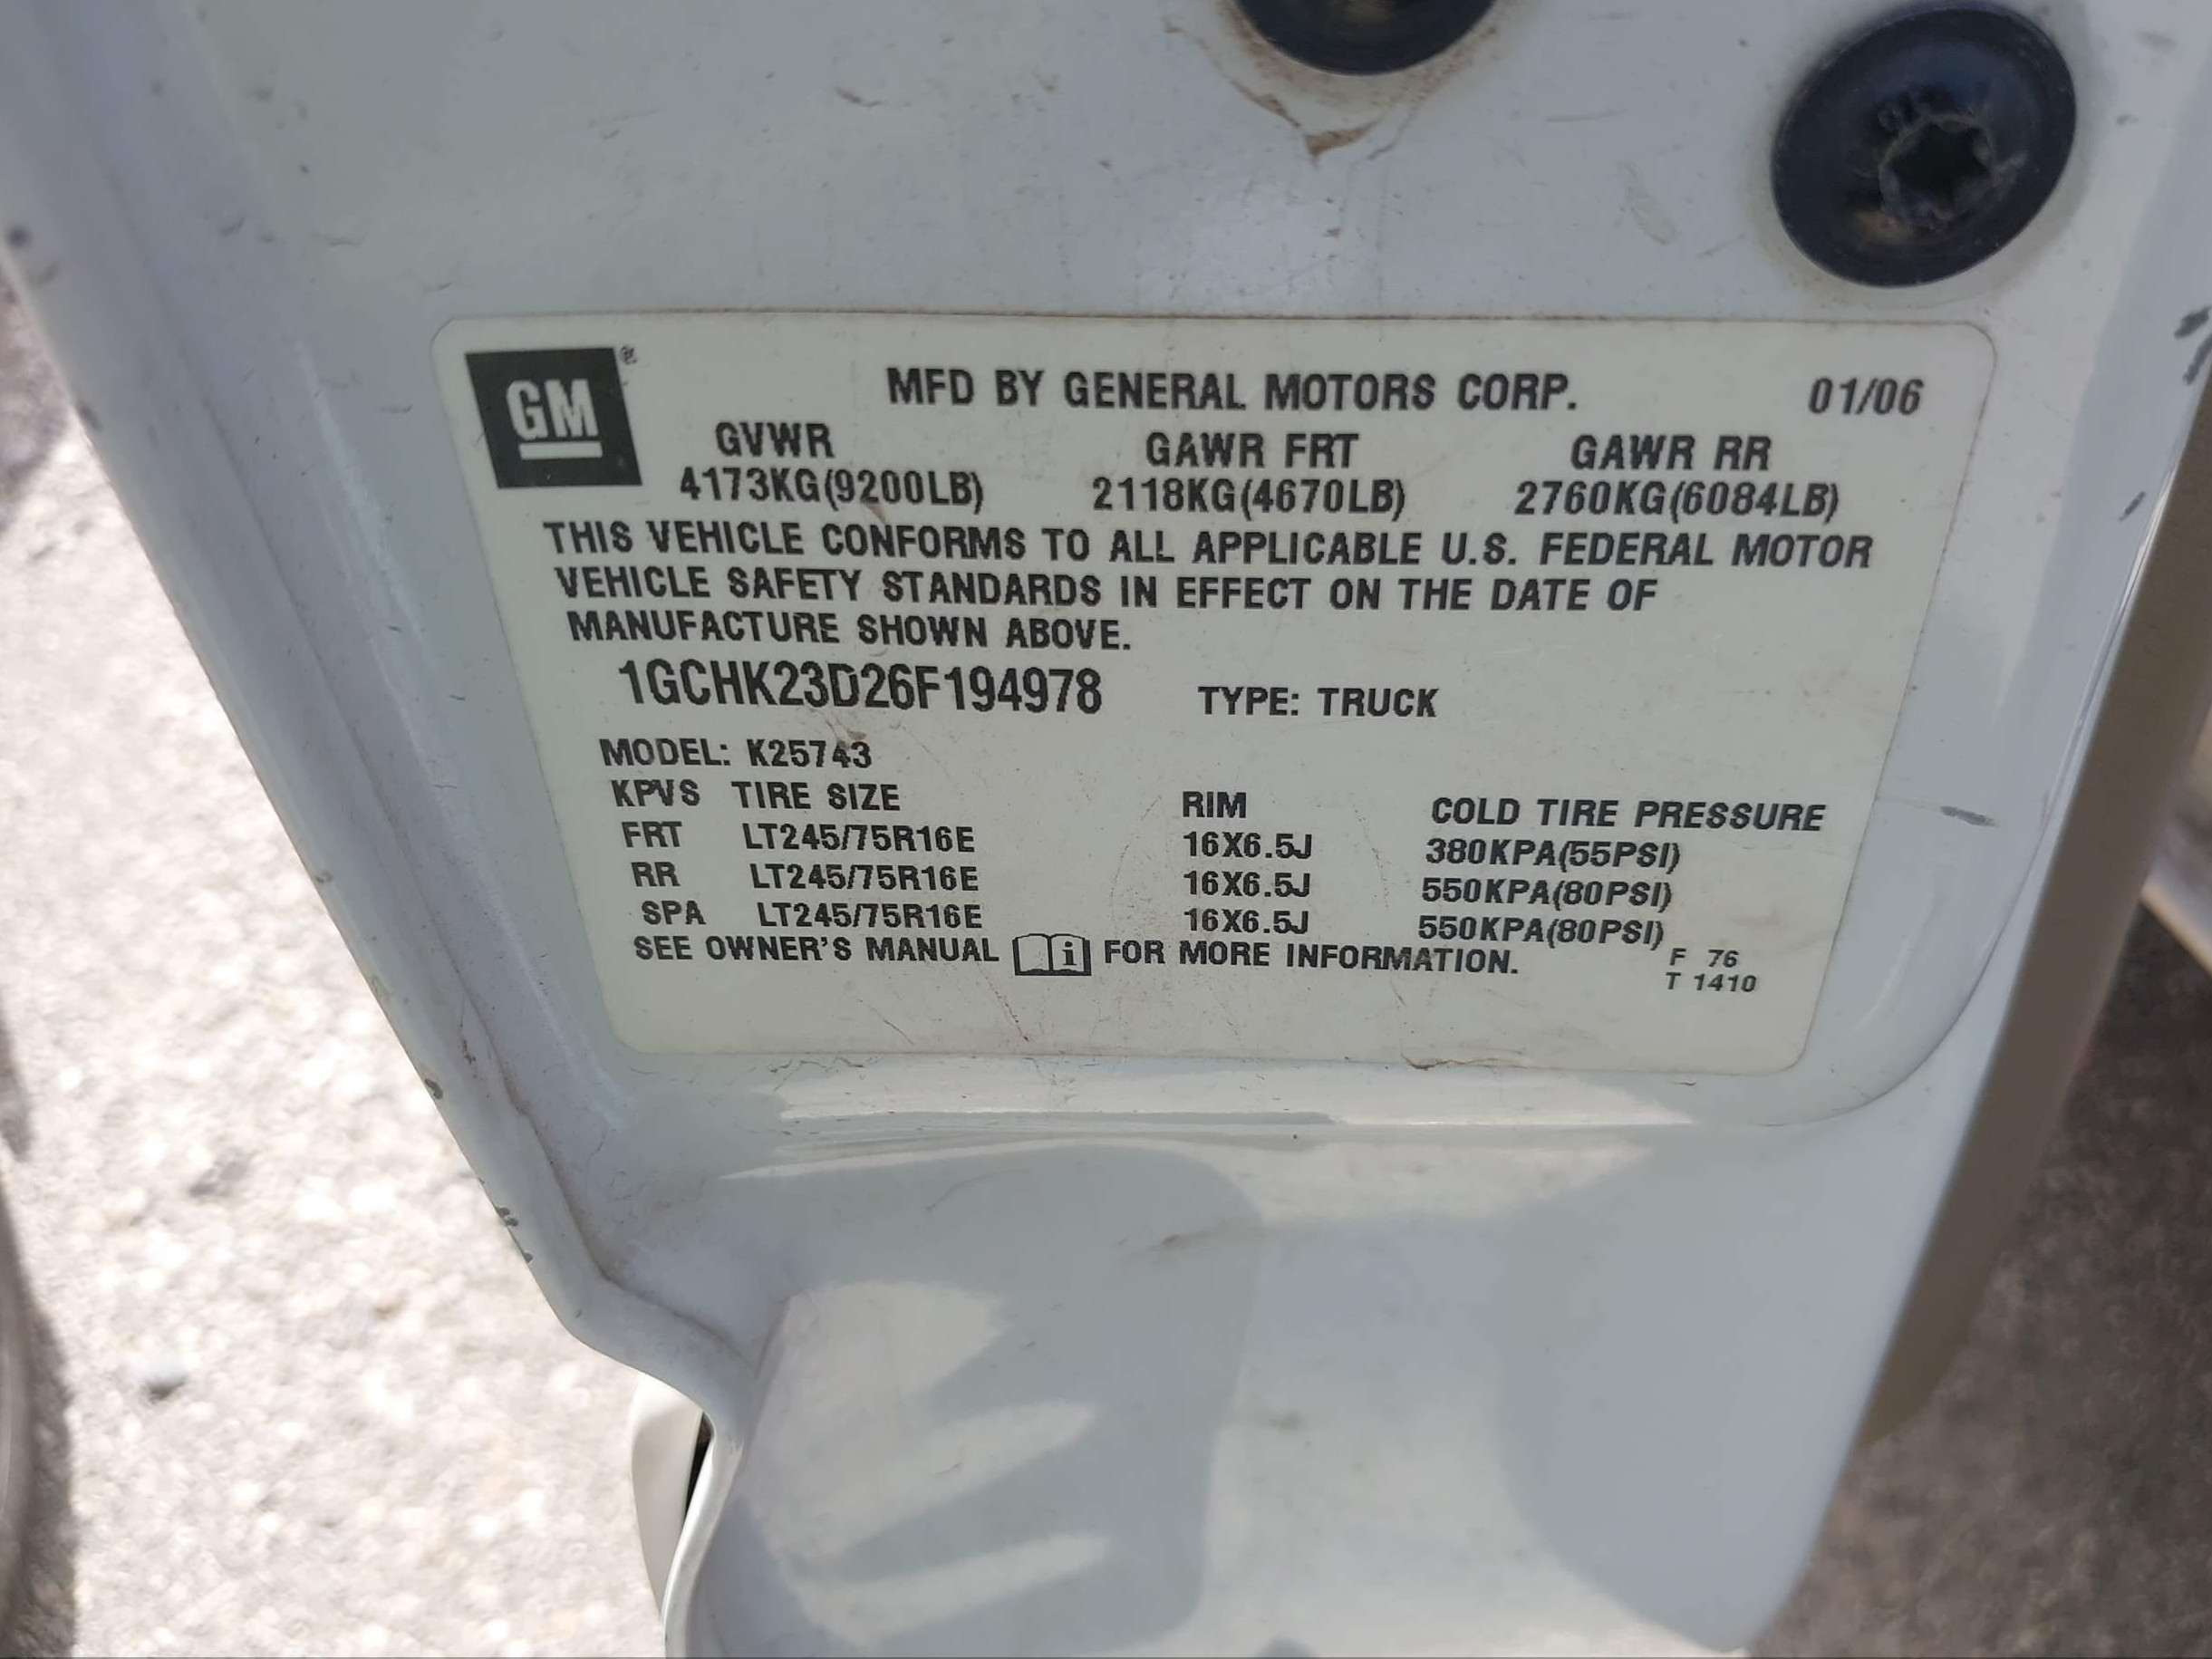 GM®
MFD BY GENERAL MOTORS CORP. 01/06
GVWR GAWR FRT GAWR RR
4173KG(9200LB) 2118KG(4670LB) 2760KG(6084LB)
THIS VEHICLE CONFORMS TO ALL APPLICABLE U.S. FEDERAL MOTOR
VEHICLE SAFETY STANDARDS IN EFFECT ON THE DATE OF
MANUFACTURE SHOWN ABOVE.
1GCHK23D26F194978 TYPE: TRUCK
MODEL: K25743
KPVS TIRE SIZE RIM COLD TIRE PRESSURE
FRT LT245/75R16E 16X6.5J 380KPA(55PSI)
RR LT245/75R16E 16X6.5J 550KPA(80PSI)
SPA LT245/75R16E 16X6.5J 550KPA(80PSI)
SEE OWNER'S MANUAL i FOR MORE INFORMATION.
F 76
T 1410